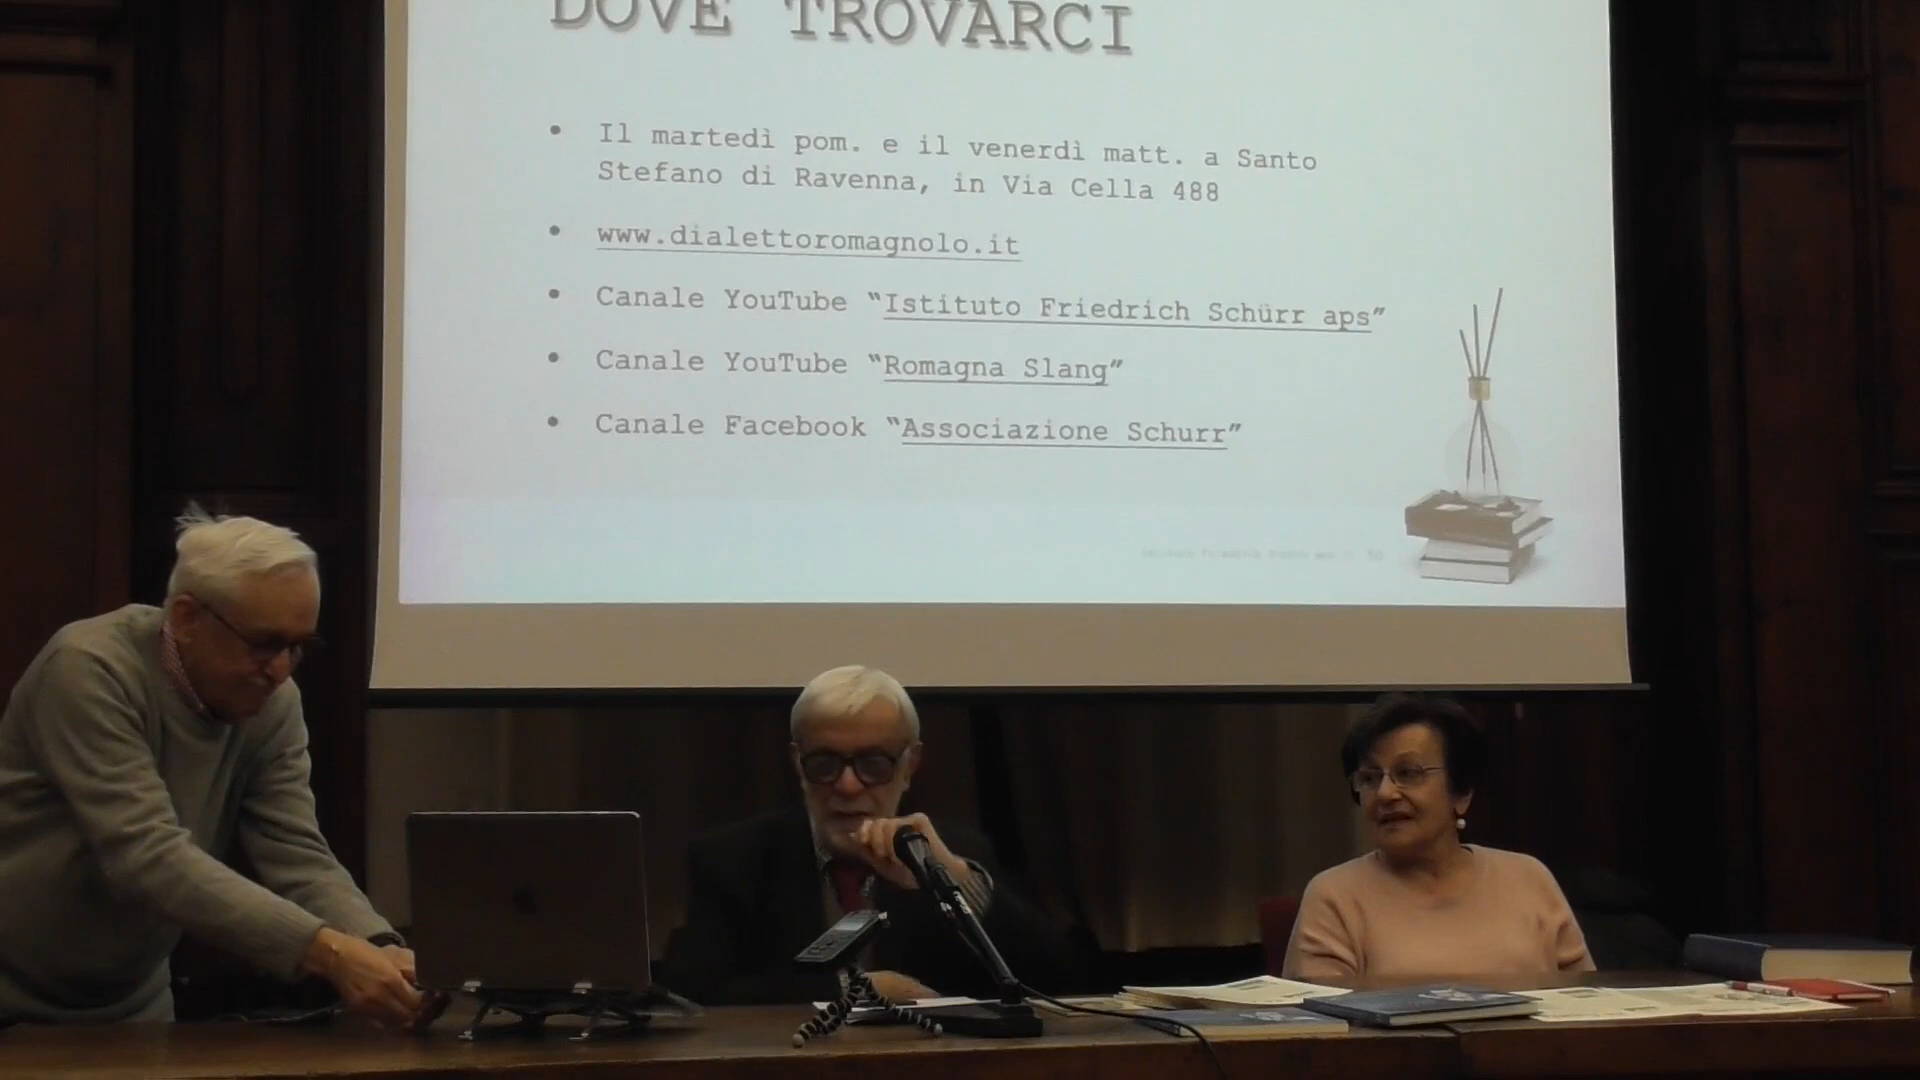 DOVE TROVARCI
• Il martedì pom. e il venerdì matt. a Santo
Stefano di Ravenna, in Via Cella 488
• www.dialettoromagnolo.it
• Canale YouTube “Istituto Friedrich Schürr aps”
• Canale YouTube “Romagna Slang”
• Canale Facebook “Associazione Schurr”
50